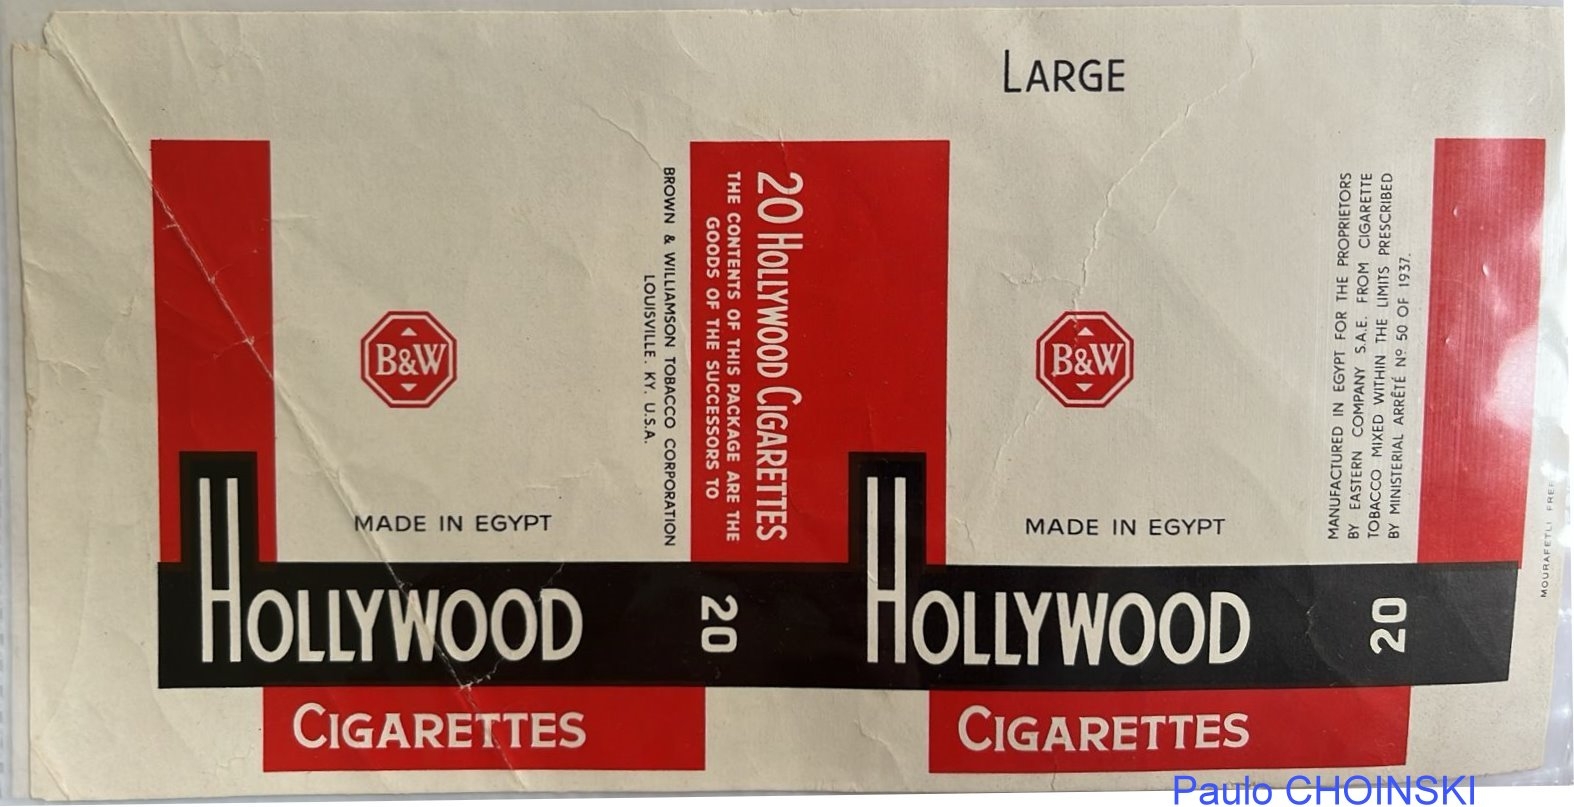 LARGE
B&W
MADE IN EGYPT
HOLLYWOOD
CIGARETTES
BROWN & WILLIAMSON TOBACCO CORPORATION
LOUISVILLE. KY. U.S.A.
20 HOLLYWOOD CIGARETTES
THE CONTENTS OF THIS PACKAGE ARE THE
GOODS OF THE SUCCESSORS TO
20
B&W
MADE IN EGYPT
HOLLYWOOD
CIGARETTES
MANUFACTURED IN EGYPT FOR THE PROPRIETORS
BY EASTERN COMPANY S.A.E. FROM CIGARETTE
TOBACCO MIXED WITHIN THE LIMITS PRESCRIBED
BY MINISTERIAL ARRÊTÉ Nº 50 OF 1937.
20
MOURAFETLI
Paulo CHOINSKI